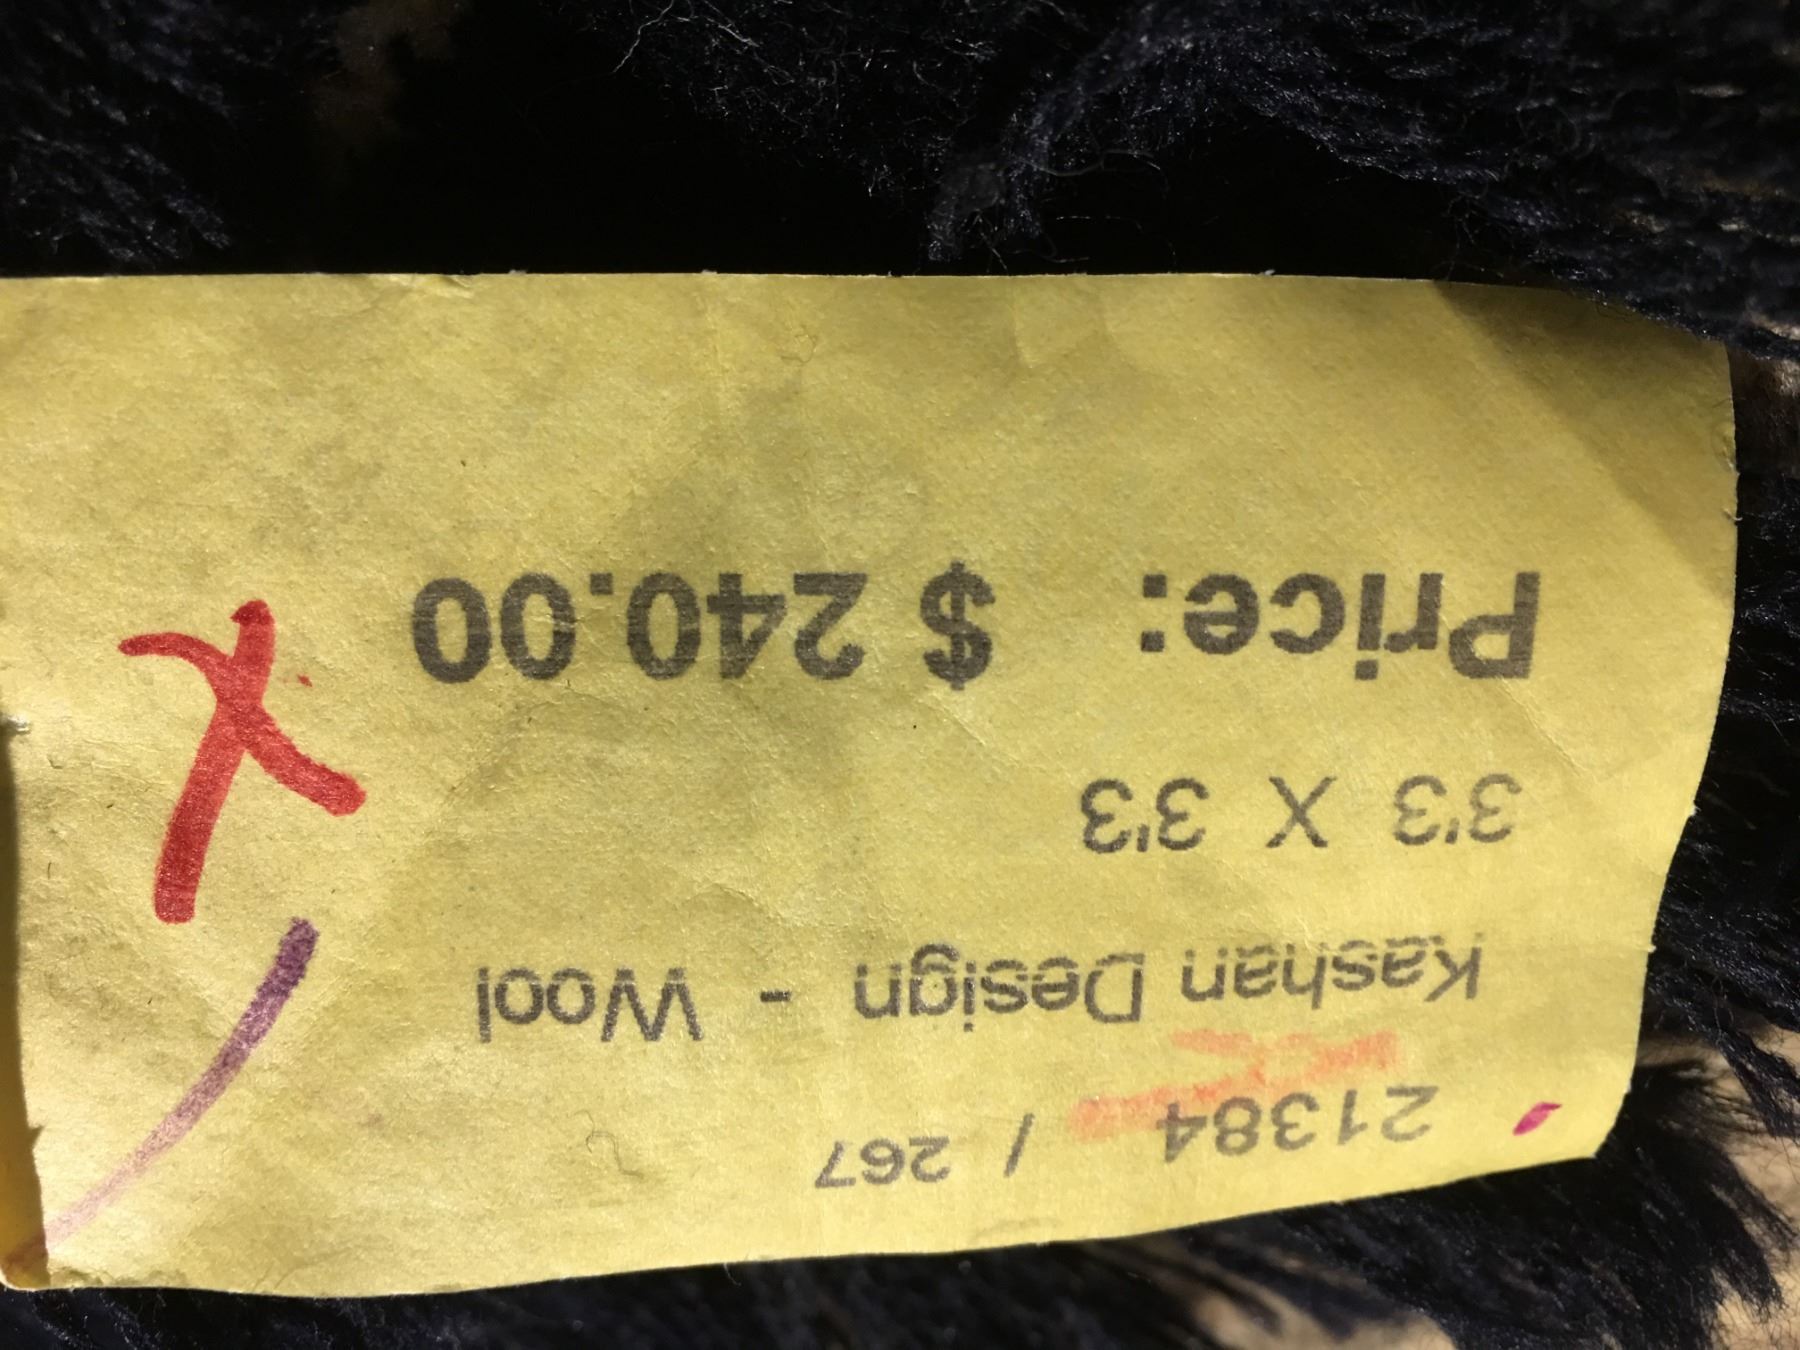 21384 / 267
Kashan Design - Wool
3'3 X 3'3
Price: $ 240.00
X